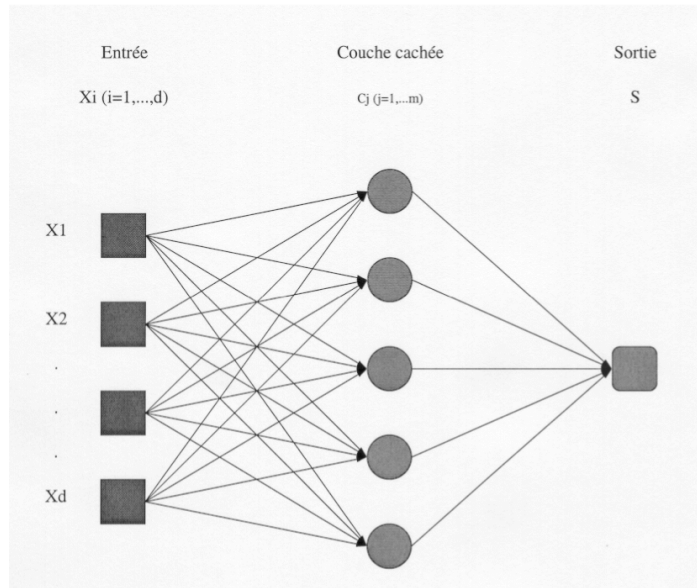 Entrée Couche cachée Sortie
Xi (i=1,...,d) Cj (j=1,...m) S
X1
X2
.
.
.
Xd